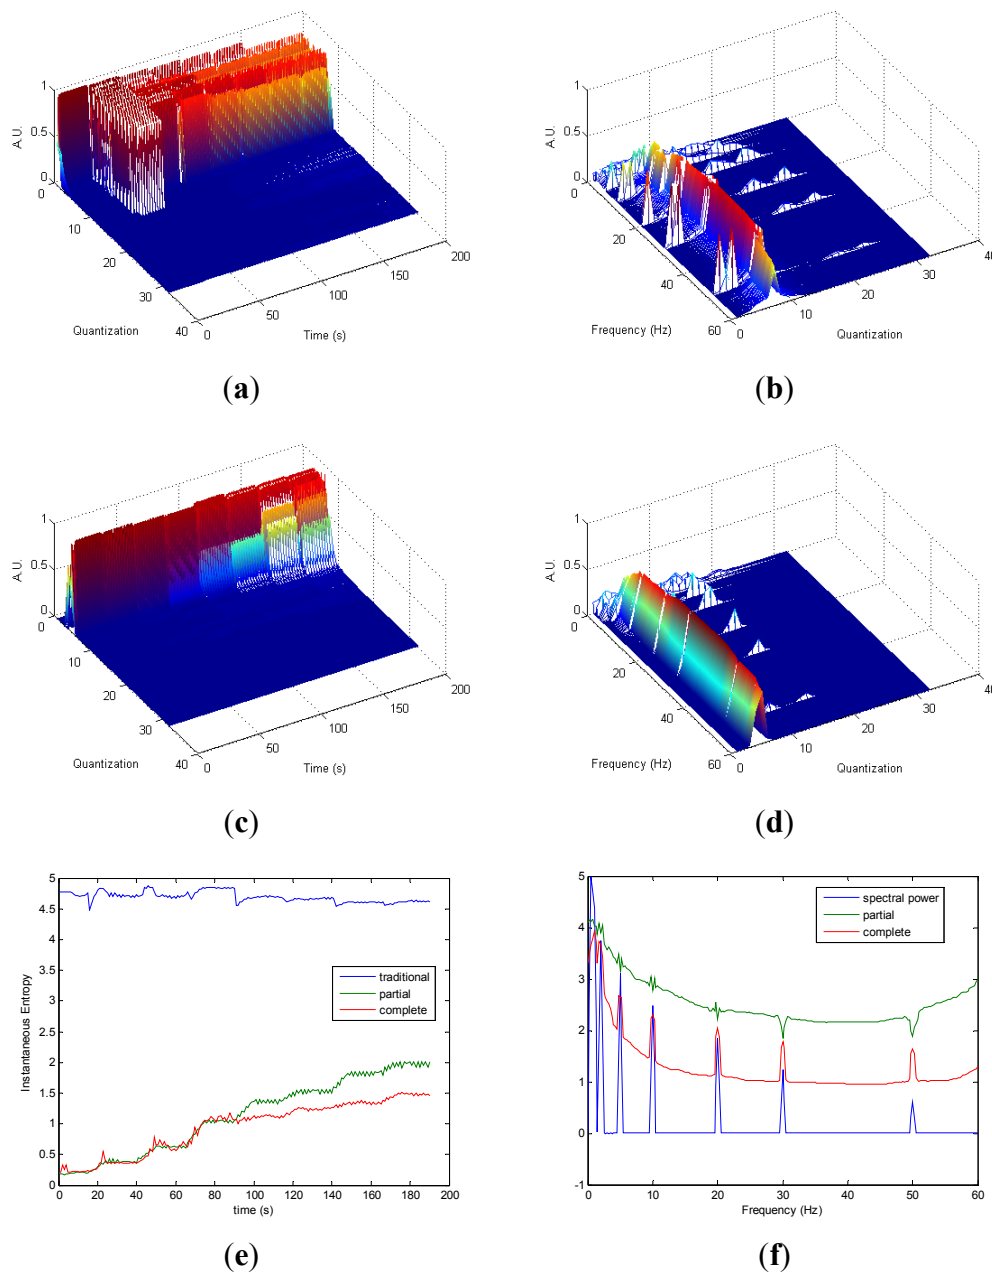 1
0.5
0
A.U.
0
10
20
30
40
Quantization
0
50
100
150
200
Time (s)
(a)
1
0.5
0
A.U.
0
20
40
60
Frequency (Hz)
0
10
20
30
40
Quantization
(b)
1
0.5
0
A.U.
0
10
20
30
40
Quantization
0
50
100
150
200
Time (s)
(c)
1
0.5
0
A.U.
0
20
40
60
Frequency (Hz)
0
10
20
30
40
Quantization
(d)
5
4.5
4
3.5
3
2.5
2
1.5
1
0.5
0
Instantaneous Entropy
traditional
partial
complete
0 20 40 60 80 100 120 140 160 180 200
time (s)
(e)
5
4
3
2
1
0
-1
spectral power
partial
complete
0 10 20 30 40 50 60
Frequency (Hz)
(f)